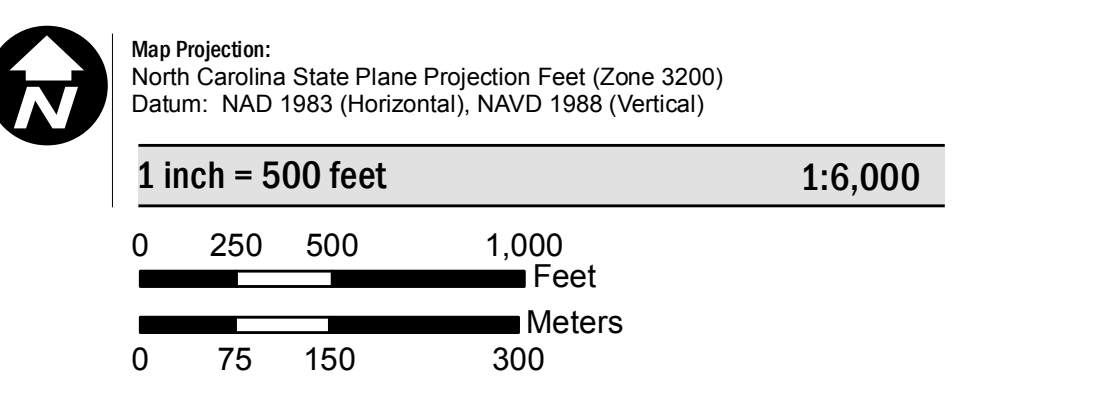 N
Map Projection:
North Carolina State Plane Projection Feet (Zone 3200)
Datum: NAD 1983 (Horizontal), NAVD 1988 (Vertical)
1 inch = 500 feet 1:6,000
0 250 500 1,000
Feet
Meters
0 75 150 300